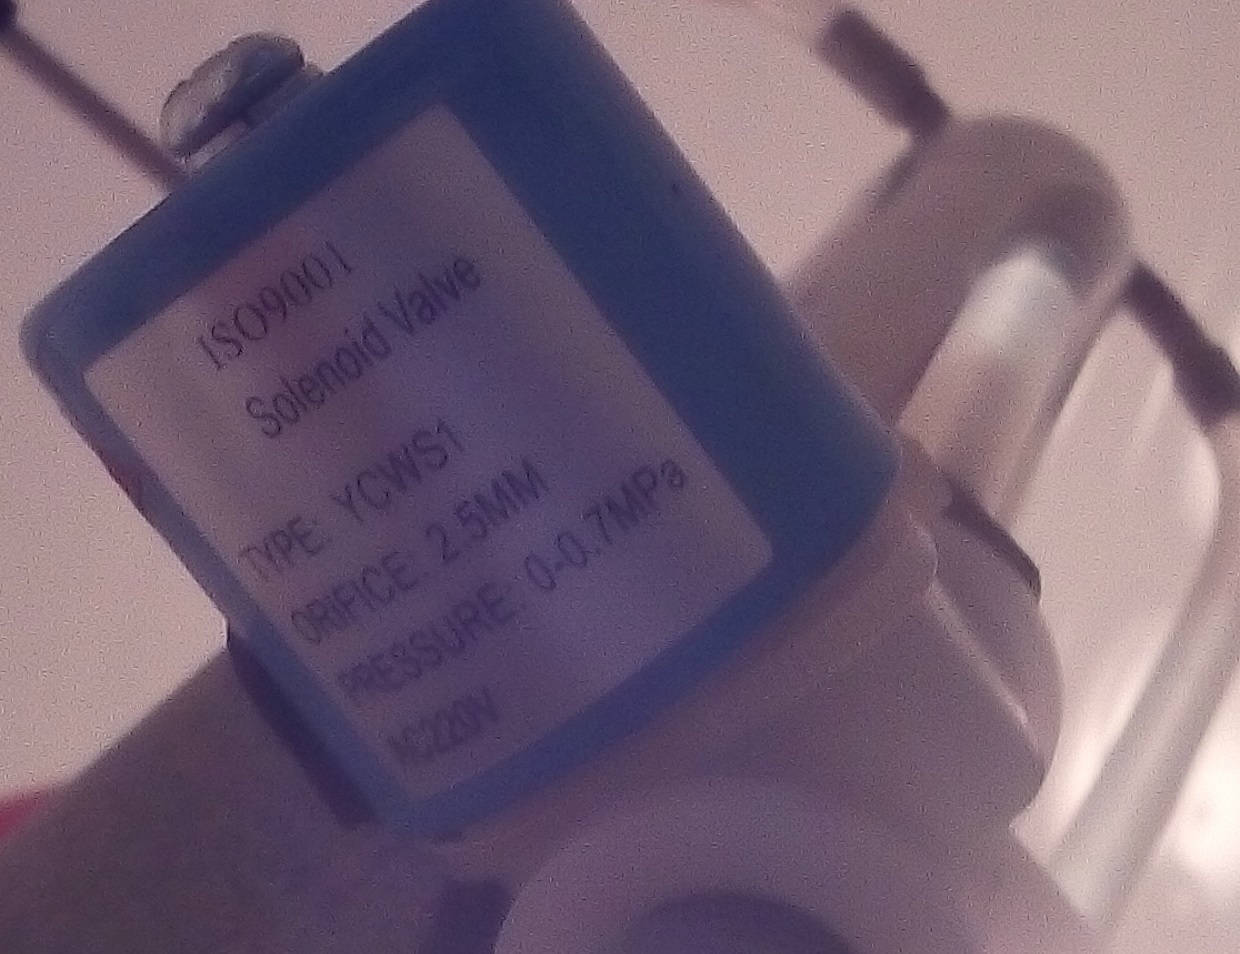 ISO9001
Solenoid Valve
TYPE: YCWS1
ORIFICE: 2.5MM
PRESSURE: 0-0.7MPa
AC220V